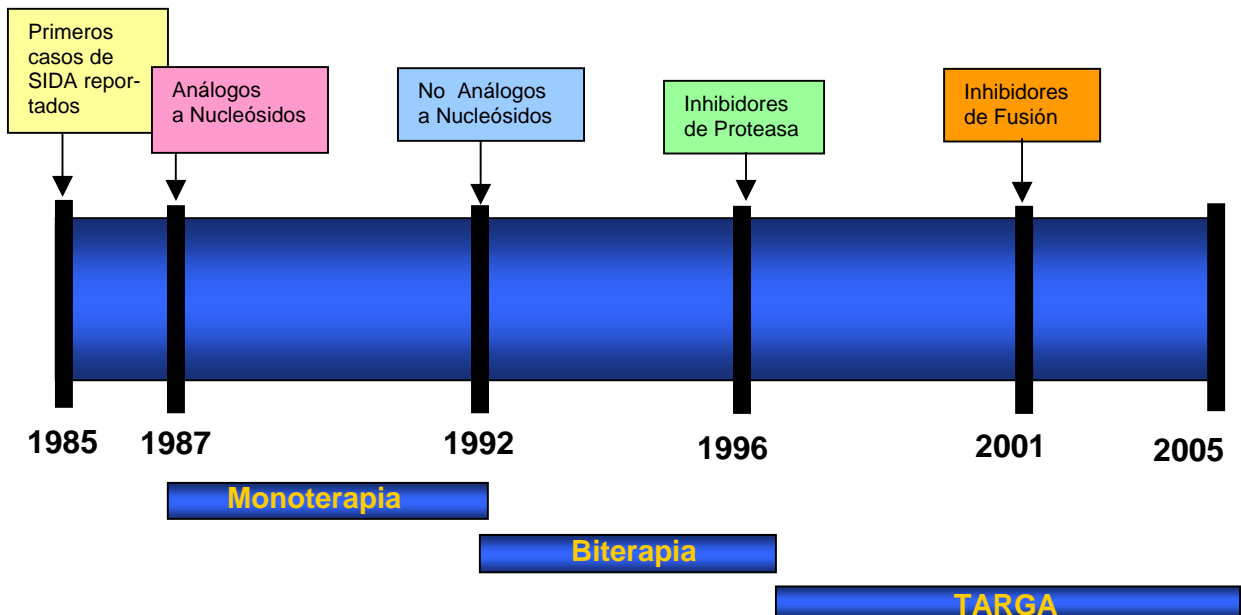 Primeros
casos de
SIDA repor-
tados
Análogos
a Nucleósidos
No Análogos
a Nucleósidos
Inhibidores
de Proteasa
Inhibidores
de Fusión
1985
1987
1992
1996
2001
2005
Monoterapia
Biterapia
TARGA